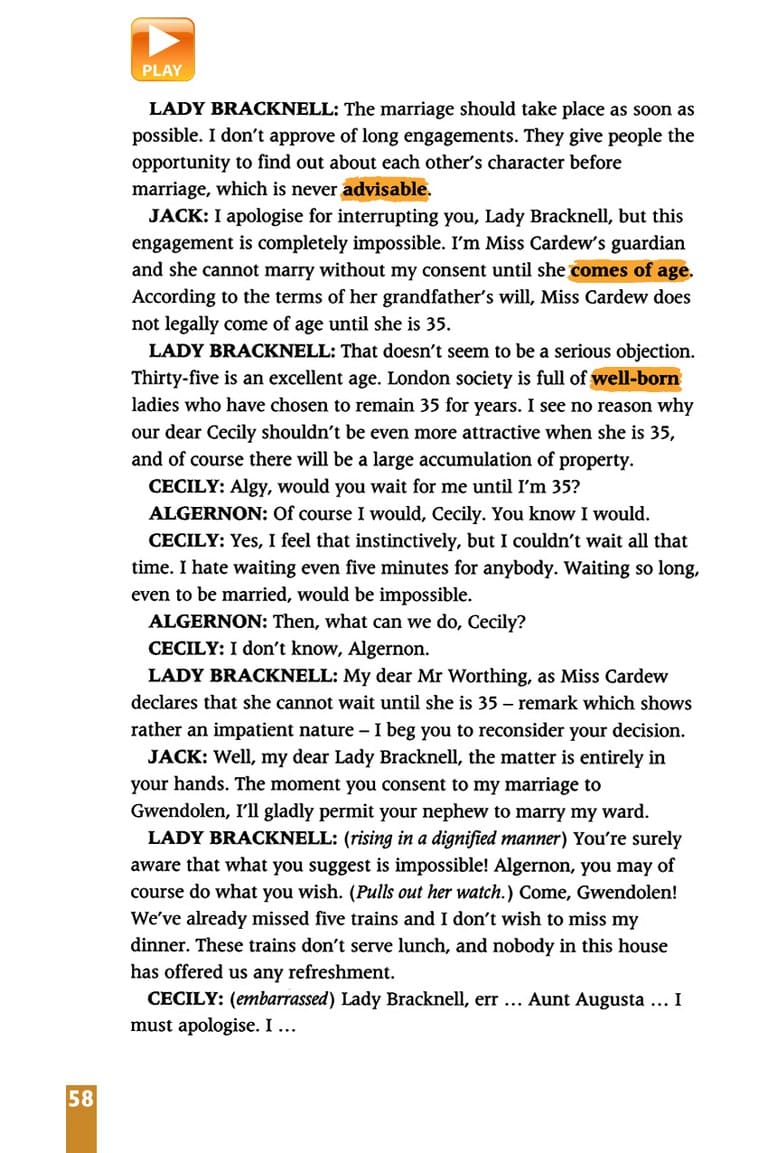 PLAY
LADY BRACKNELL: The marriage should take place as soon as
possible. I don't approve of long engagements. They give people the
opportunity to find out about each other's character before
marriage, which is never advisable.
JACK: I apologise for interrupting you, Lady Bracknell, but this
engagement is completely impossible. I'm Miss Cardew's guardian
and she cannot marry without my consent until she comes of age.
According to the terms of her grandfather's will, Miss Cardew does
not legally come of age until she is 35.
LADY BRACKNELL: That doesn't seem to be a serious objection.
Thirty-five is an excellent age. London society is full of well-born
ladies who have chosen to remain 35 for years. I see no reason why
our dear Cecily shouldn't be even more attractive when she is 35,
and of course there will be a large accumulation of property.
CECILY: Algy, would you wait for me until I'm 35?
ALGERNON: Of course I would, Cecily. You know I would.
CECILY: Yes, I feel that instinctively, but I couldn't wait all that
time. I hate waiting even five minutes for anybody. Waiting so long,
even to be married, would be impossible.
ALGERNON: Then, what can we do, Cecily?
CECILY: I don't know, Algernon.
LADY BRACKNELL: My dear Mr Worthing, as Miss Cardew
declares that she cannot wait until she is 35 – remark which shows
rather an impatient nature – I beg you to reconsider your decision.
JACK: Well, my dear Lady Bracknell, the matter is entirely in
your hands. The moment you consent to my marriage to
Gwendolen, I'll gladly permit your nephew to marry my ward.
LADY BRACKNELL: (rising in a dignified manner) You're surely
aware that what you suggest is impossible! Algernon, you may of
course do what you wish. (Pulls out her watch.) Come, Gwendolen!
We've already missed five trains and I don't wish to miss my
dinner. These trains don't serve lunch, and nobody in this house
has offered us any refreshment.
CECILY: (embarrassed) Lady Bracknell, err … Aunt Augusta … I
must apologise. I …
58